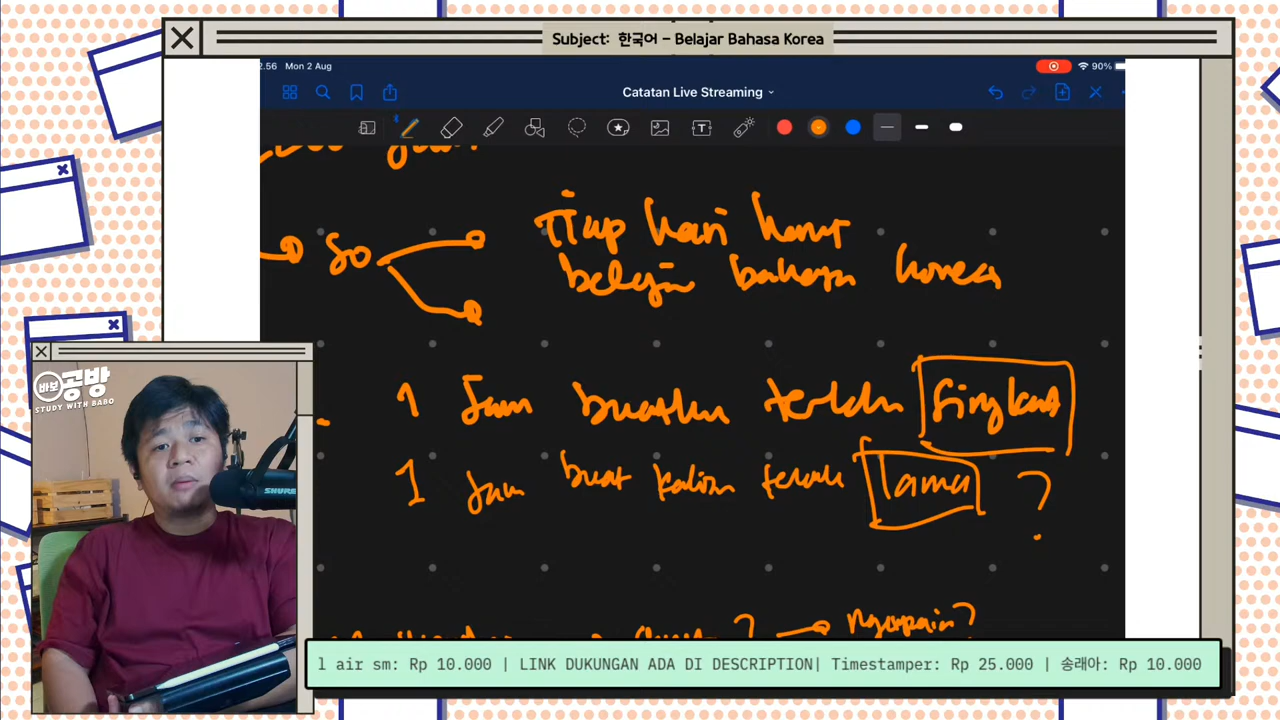 Subject: 한국어 - Belajar Bahasa Korea
2.56 Mon 2 Aug
90%
Catatan Live Streaming
T
So
Tiap hari harus
belajar bahasa korea
1 Jam buatku terlalu singkat
1 jam buat kalian terlalu lama ?
? Ngapain?
바보 공방
STUDY WITH BABO
SHURE
l air sm: Rp 10.000 | LINK DUKUNGAN ADA DI DESCRIPTION| Timestamper: Rp 25.000 | 송래아: Rp 10.000